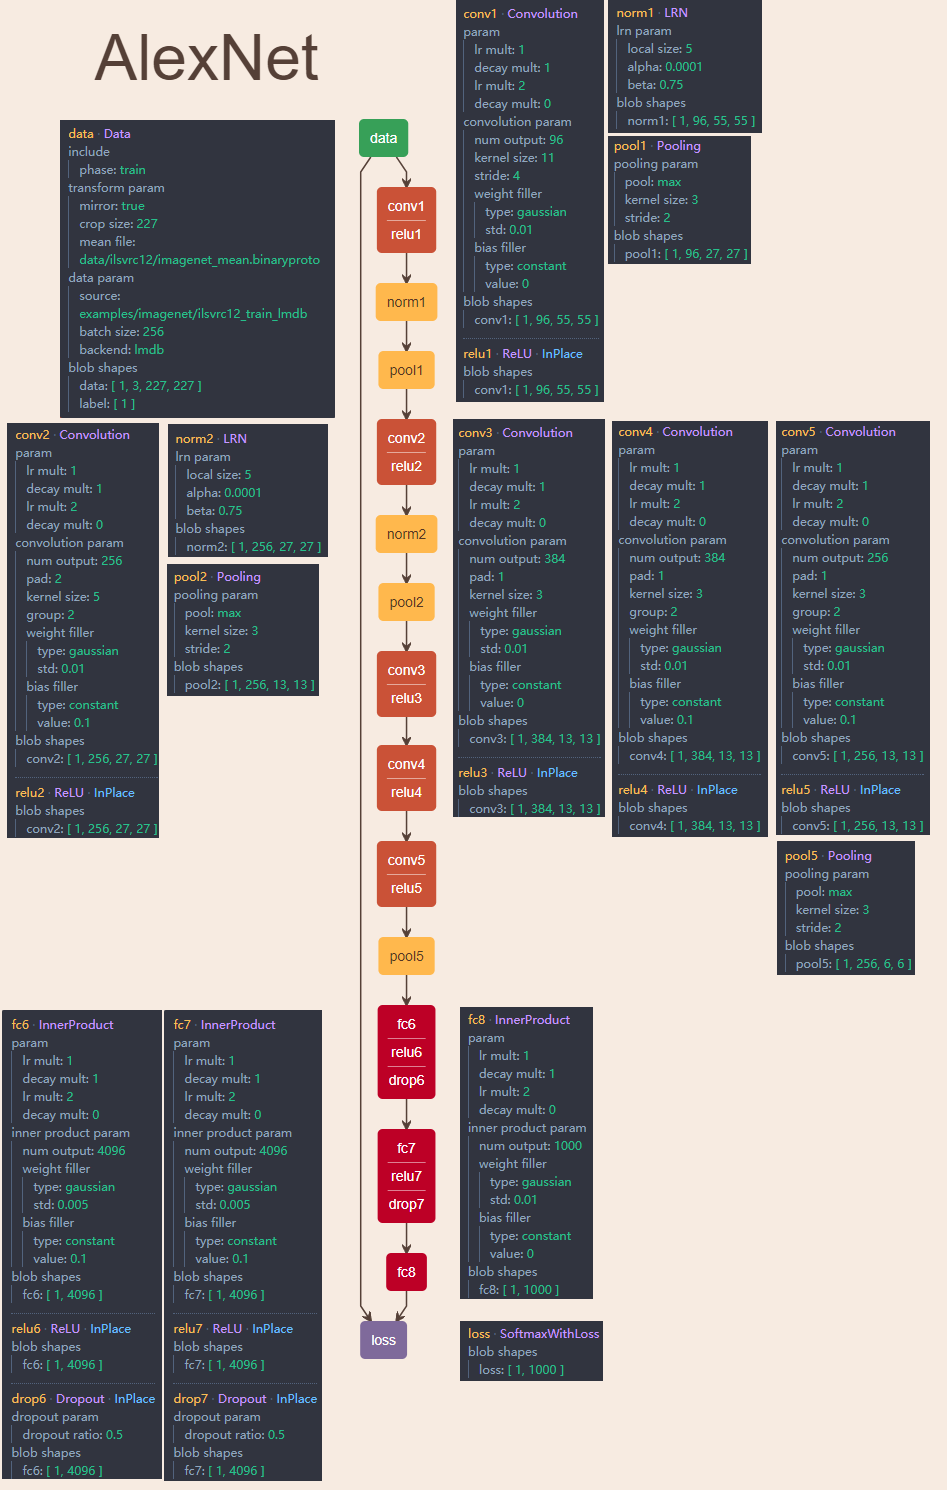 AlexNet
data · Data
include
phase: train
transform param
mirror: true
crop size: 227
mean file:
data/ilsvrc12/imagenet_mean.binaryproto
data param
source:
examples/imagenet/ilsvrc12_train_lmdb
batch size: 256
backend: lmdb
blob shapes
data: [ 1, 3, 227, 227 ]
label: [ 1 ]
conv1 · Convolution
param
lr mult: 1
decay mult: 1
lr mult: 2
decay mult: 0
convolution param
num output: 96
kernel size: 11
stride: 4
weight filler
type: gaussian
std: 0.01
bias filler
type: constant
value: 0
blob shapes
conv1: [ 1, 96, 55, 55 ]
relu1 · ReLU · InPlace
blob shapes
conv1: [ 1, 96, 55, 55 ]
norm1 · LRN
lrn param
local size: 5
alpha: 0.0001
beta: 0.75
blob shapes
norm1: [ 1, 96, 55, 55 ]
pool1 · Pooling
pooling param
pool: max
kernel size: 3
stride: 2
blob shapes
pool1: [ 1, 96, 27, 27 ]
conv2 · Convolution
param
lr mult: 1
decay mult: 1
lr mult: 2
decay mult: 0
convolution param
num output: 256
pad: 2
kernel size: 5
group: 2
weight filler
type: gaussian
std: 0.01
bias filler
type: constant
value: 0.1
blob shapes
conv2: [ 1, 256, 27, 27 ]
relu2 · ReLU · InPlace
blob shapes
conv2: [ 1, 256, 27, 27 ]
norm2 · LRN
lrn param
local size: 5
alpha: 0.0001
beta: 0.75
blob shapes
norm2: [ 1, 256, 27, 27 ]
pool2 · Pooling
pooling param
pool: max
kernel size: 3
stride: 2
blob shapes
pool2: [ 1, 256, 13, 13 ]
data
conv1
relu1
norm1
pool1
conv2
relu2
norm2
pool2
conv3
relu3
conv4
relu4
conv5
relu5
pool5
fc6
relu6
drop6
fc7
relu7
drop7
fc8
loss
conv3 · Convolution
param
lr mult: 1
decay mult: 1
lr mult: 2
decay mult: 0
convolution param
num output: 384
pad: 1
kernel size: 3
weight filler
type: gaussian
std: 0.01
bias filler
type: constant
value: 0
blob shapes
conv3: [ 1, 384, 13, 13 ]
relu3 · ReLU · InPlace
blob shapes
conv3: [ 1, 384, 13, 13 ]
conv4 · Convolution
param
lr mult: 1
decay mult: 1
lr mult: 2
decay mult: 0
convolution param
num output: 384
pad: 1
kernel size: 3
group: 2
weight filler
type: gaussian
std: 0.01
bias filler
type: constant
value: 0.1
blob shapes
conv4: [ 1, 384, 13, 13 ]
relu4 · ReLU · InPlace
blob shapes
conv4: [ 1, 384, 13, 13 ]
conv5 · Convolution
param
lr mult: 1
decay mult: 1
lr mult: 2
decay mult: 0
convolution param
num output: 256
pad: 1
kernel size: 3
group: 2
weight filler
type: gaussian
std: 0.01
bias filler
type: constant
value: 0.1
blob shapes
conv5: [ 1, 256, 13, 13 ]
relu5 · ReLU · InPlace
blob shapes
conv5: [ 1, 256, 13, 13 ]
pool5 · Pooling
pooling param
pool: max
kernel size: 3
stride: 2
blob shapes
pool5: [ 1, 256, 6, 6 ]
fc6 · InnerProduct
param
lr mult: 1
decay mult: 1
lr mult: 2
decay mult: 0
inner product param
num output: 4096
weight filler
type: gaussian
std: 0.005
bias filler
type: constant
value: 0.1
blob shapes
fc6: [ 1, 4096 ]
relu6 · ReLU · InPlace
blob shapes
fc6: [ 1, 4096 ]
drop6 · Dropout · InPlace
dropout param
dropout ratio: 0.5
blob shapes
fc6: [ 1, 4096 ]
fc7 · InnerProduct
param
lr mult: 1
decay mult: 1
lr mult: 2
decay mult: 0
inner product param
num output: 4096
weight filler
type: gaussian
std: 0.005
bias filler
type: constant
value: 0.1
blob shapes
fc7: [ 1, 4096 ]
relu7 · ReLU · InPlace
blob shapes
fc7: [ 1, 4096 ]
drop7 · Dropout · InPlace
dropout param
dropout ratio: 0.5
blob shapes
fc7: [ 1, 4096 ]
fc8 · InnerProduct
param
lr mult: 1
decay mult: 1
lr mult: 2
decay mult: 0
inner product param
num output: 1000
weight filler
type: gaussian
std: 0.01
bias filler
type: constant
value: 0
blob shapes
fc8: [ 1, 1000 ]
loss · SoftmaxWithLoss
blob shapes
loss: [ 1, 1000 ]